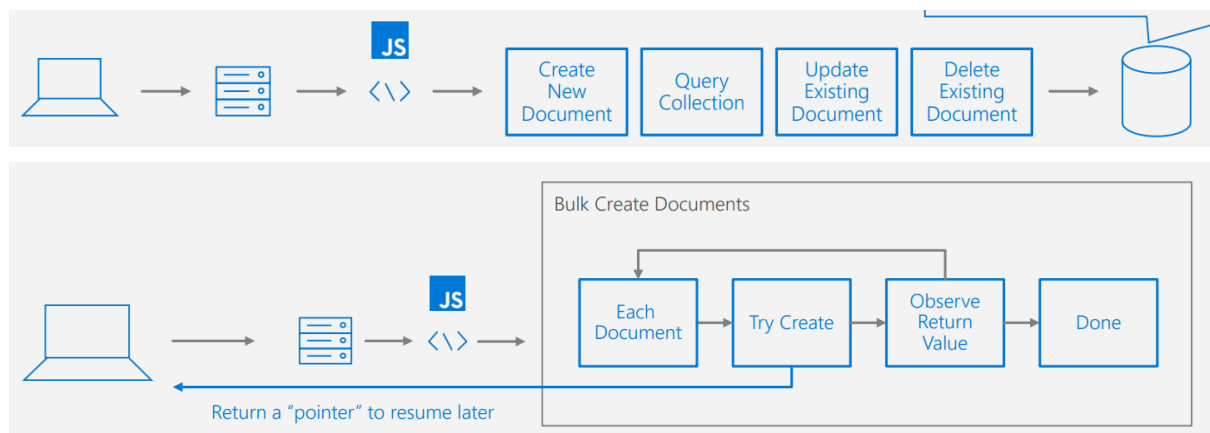 JS
Create
New
Document
Query
Collection
Update
Existing
Document
Delete
Existing
Document
Bulk Create Documents
JS
Each
Document
Try Create
Observe
Return
Value
Done
Return a “pointer” to resume later